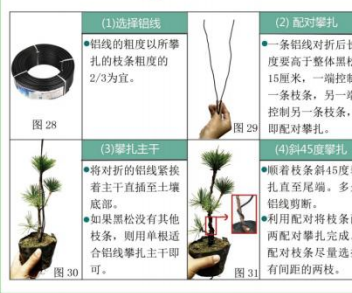 (1)选择铝线
●铝线的粗度以所攀
扎的枝条粗度的
2/3为宜。
图 28
(2) 配对攀扎
●一条铝线对折后长
度要高于整体黑松
15厘米，一端控制
一条枝条，另一端
控制另一条枝条，
即配对攀扎。
图 29
(3)攀扎主干
●将对折的铝线紧挨
着主干直插至土壤
底部。
●如果黑松没有其他
枝条，则用单根适
合铝线攀扎主干即
可。
图 30
(4)斜45度攀扎
●顺着枝条斜45度攀
扎直至尾端。多余
铝线剪断。
●利用配对将枝条
两配对攀扎完成。
配对枝条尽量选
有间距的两枝。
图 31